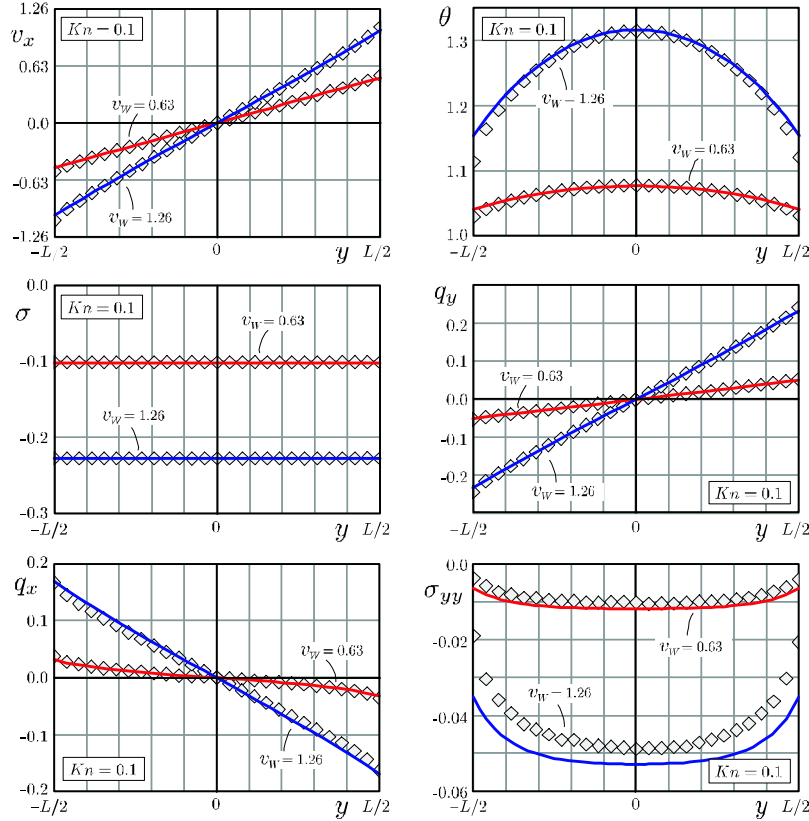 1.26
v_x
Kn = 0.1
0.63
v_W = 0.63
0.0
-0.63
v_W = 1.26
-1.26
-L/2
0
y
L/2
θ
Kn = 0.1
1.3
v_W = 1.26
1.2
v_W = 0.63
1.1
1.0
-L/2
0
y
L/2
0.0
σ
Kn = 0.1
v_W = 0.63
-0.1
v_W = 1.26
-0.2
-0.3
-L/2
0
y
L/2
q_y
0.2
0.1
v_W = 0.63
0.0
-0.1
-0.2
v_W = 1.26
Kn = 0.1
-L/2
0
y
L/2
0.2
q_x
0.1
v_W = 0.63
0.0
-0.1
v_W = 1.26
Kn = 0.1
-0.2
-L/2
0
y
L/2
0.0
σ_yy
v_W = 0.63
-0.02
v_W = 1.26
-0.04
Kn = 0.1
-0.06
-L/2
0
y
L/2